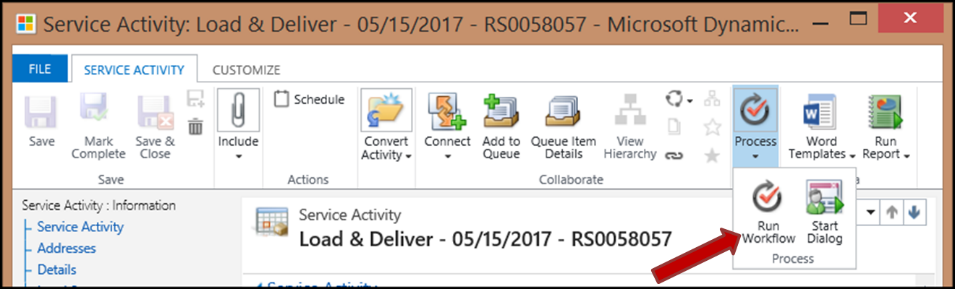 Service Activity: Load & Deliver - 05/15/2017 - RS0058057 - Microsoft Dynamic...
FILE
SERVICE ACTIVITY
CUSTOMIZE
Save
Mark
Complete
Save &
Close
Save
Include
Schedule
Actions
Convert
Activity
Connect
Add to
Queue
Queue Item
Details
View
Hierarchy
Collaborate
Process
Word
Templates
Run
Report
Run
Workflow
Start
Dialog
Process
Service Activity : Information
Service Activity
Addresses
Details
Service Activity
Load & Deliver - 05/15/2017 - RS0058057
Service Activity